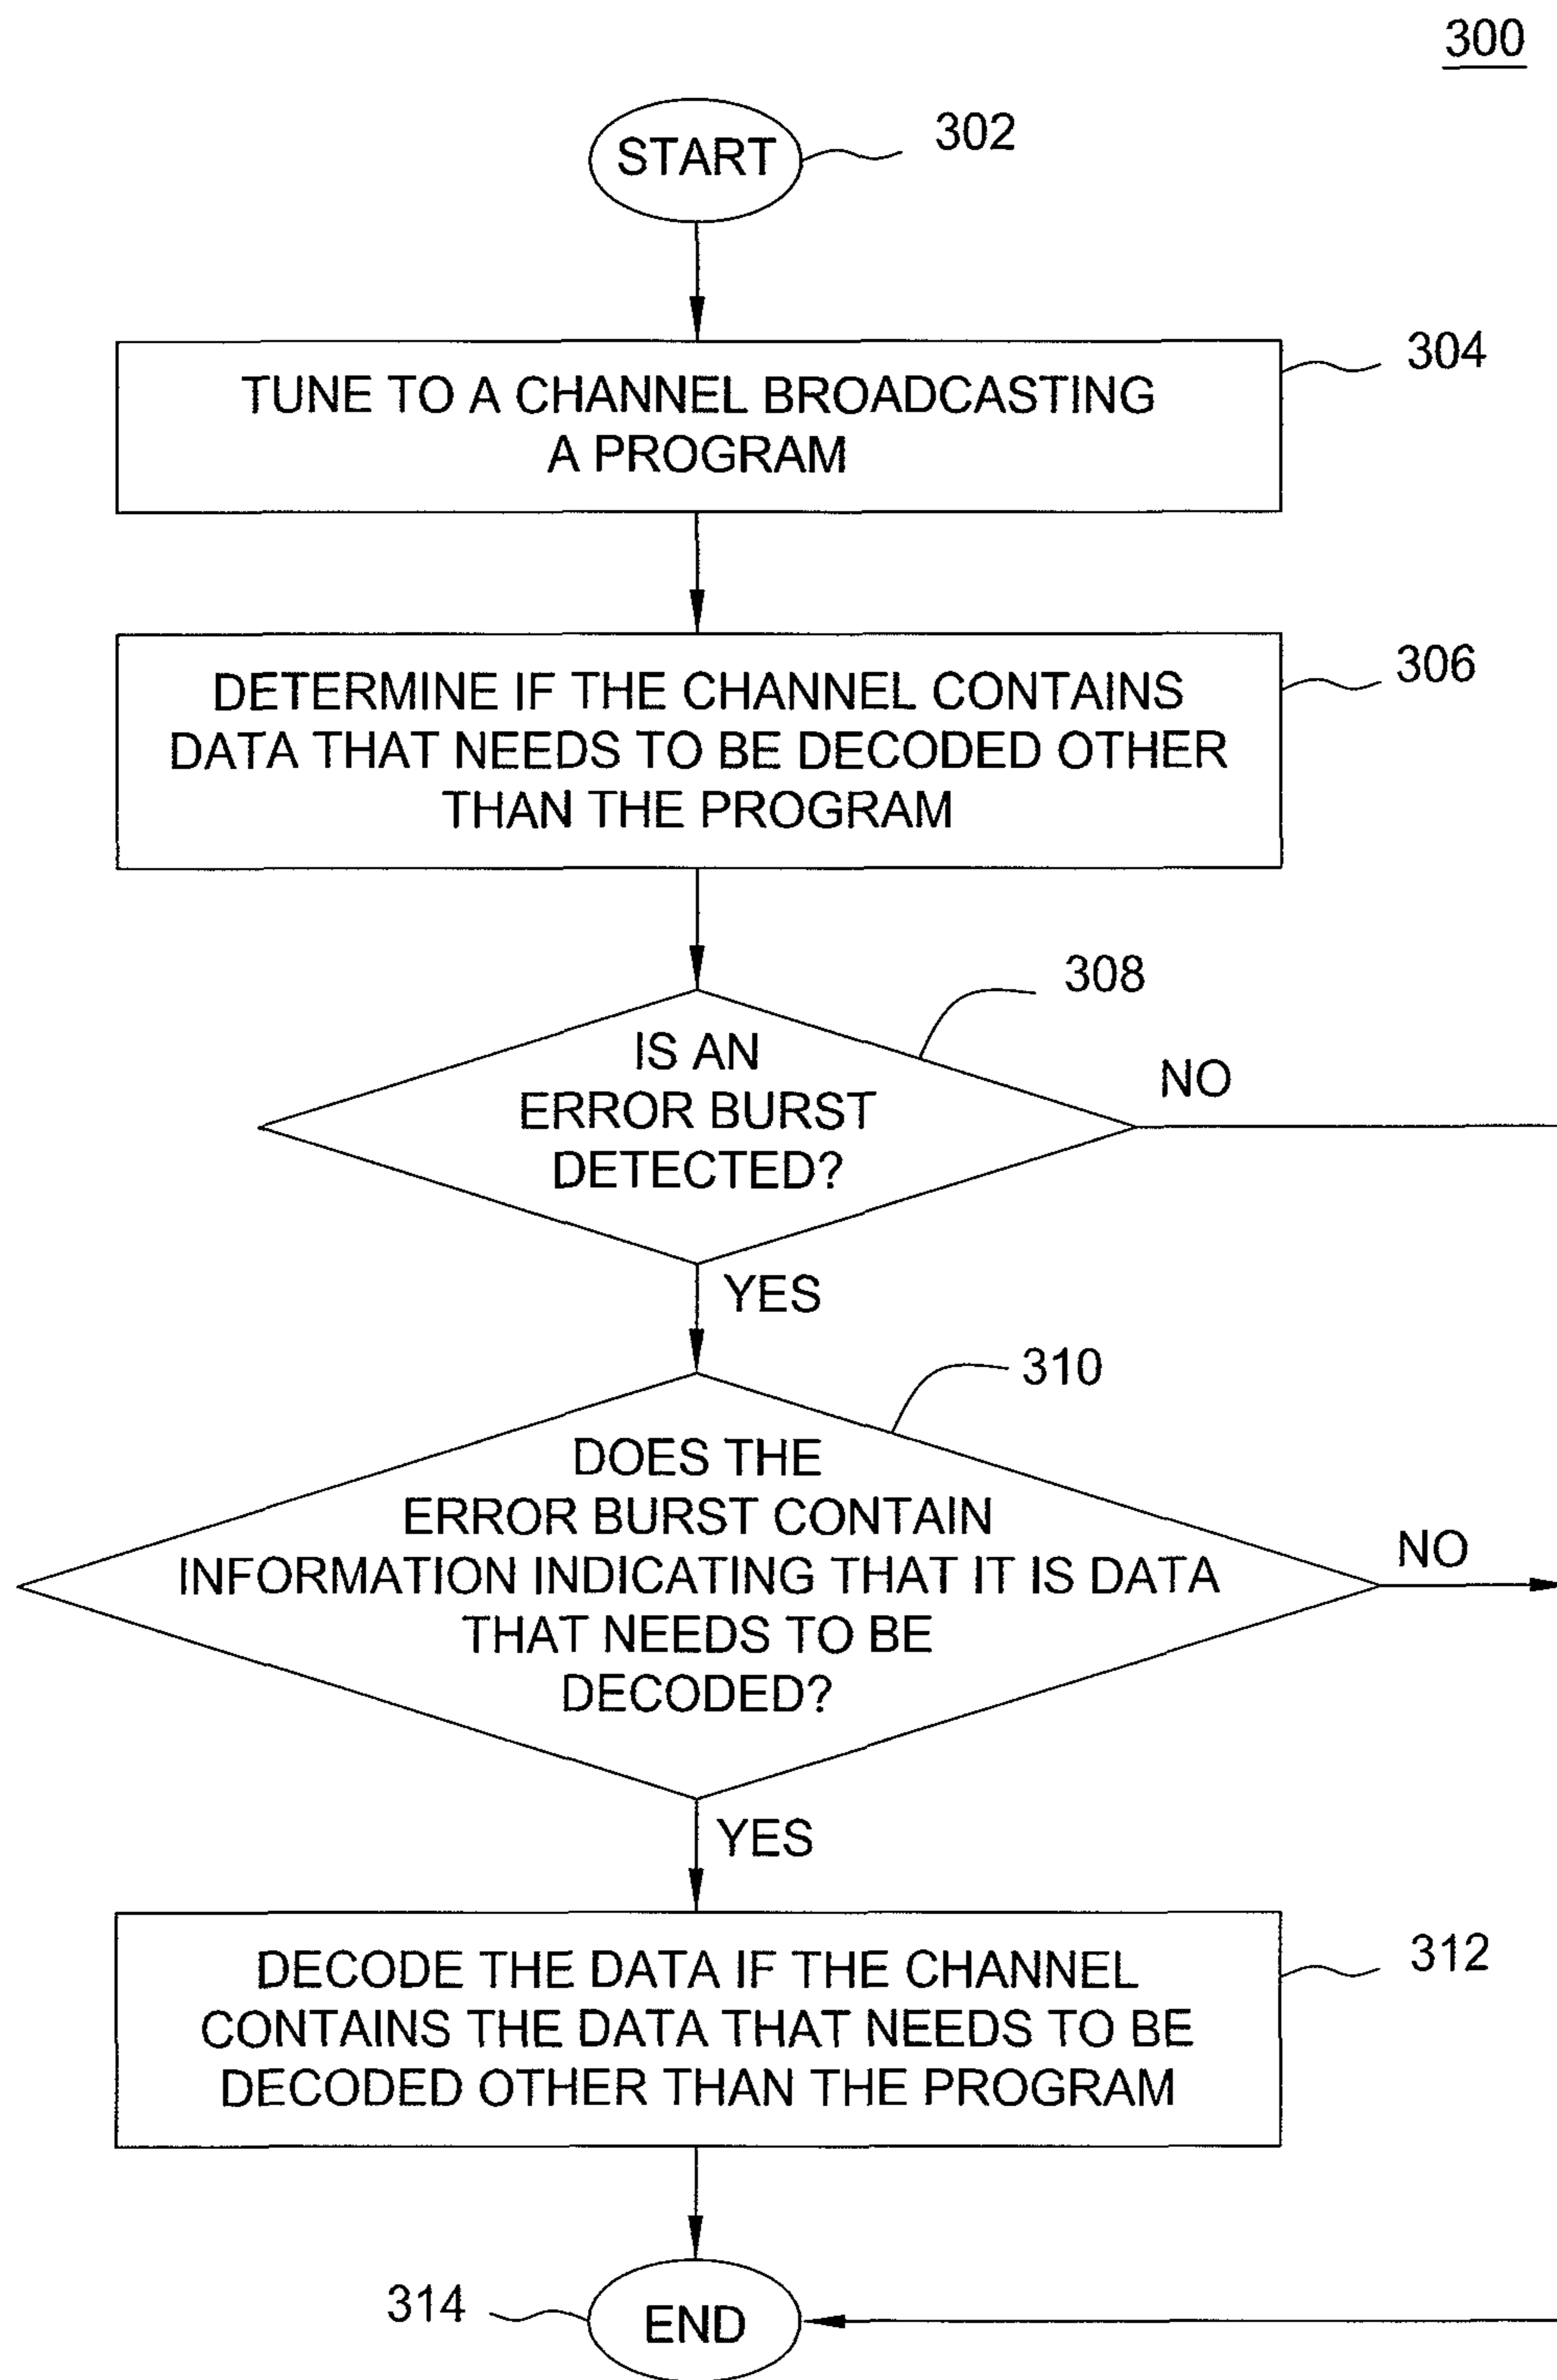 300
START
302
TUNE TO A CHANNEL BROADCASTING
A PROGRAM
304
DETERMINE IF THE CHANNEL CONTAINS
DATA THAT NEEDS TO BE DECODED OTHER
THAN THE PROGRAM
306
308
IS AN
ERROR BURST
DETECTED?
NO
YES
310
DOES THE
ERROR BURST CONTAIN
INFORMATION INDICATING THAT IT IS DATA
THAT NEEDS TO BE
DECODED?
NO
YES
DECODE THE DATA IF THE CHANNEL
CONTAINS THE DATA THAT NEEDS TO BE
DECODED OTHER THAN THE PROGRAM
312
314
END